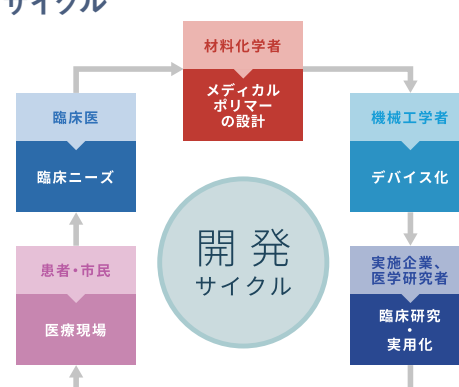 サイクル
材料化学者
メディカル
ポリマー
の設計
臨床医
臨床ニーズ
機械工学者
デバイス化
開発
サイクル
患者・市民
医療現場
実施企業、
医学研究者
臨床研究
・
実用化